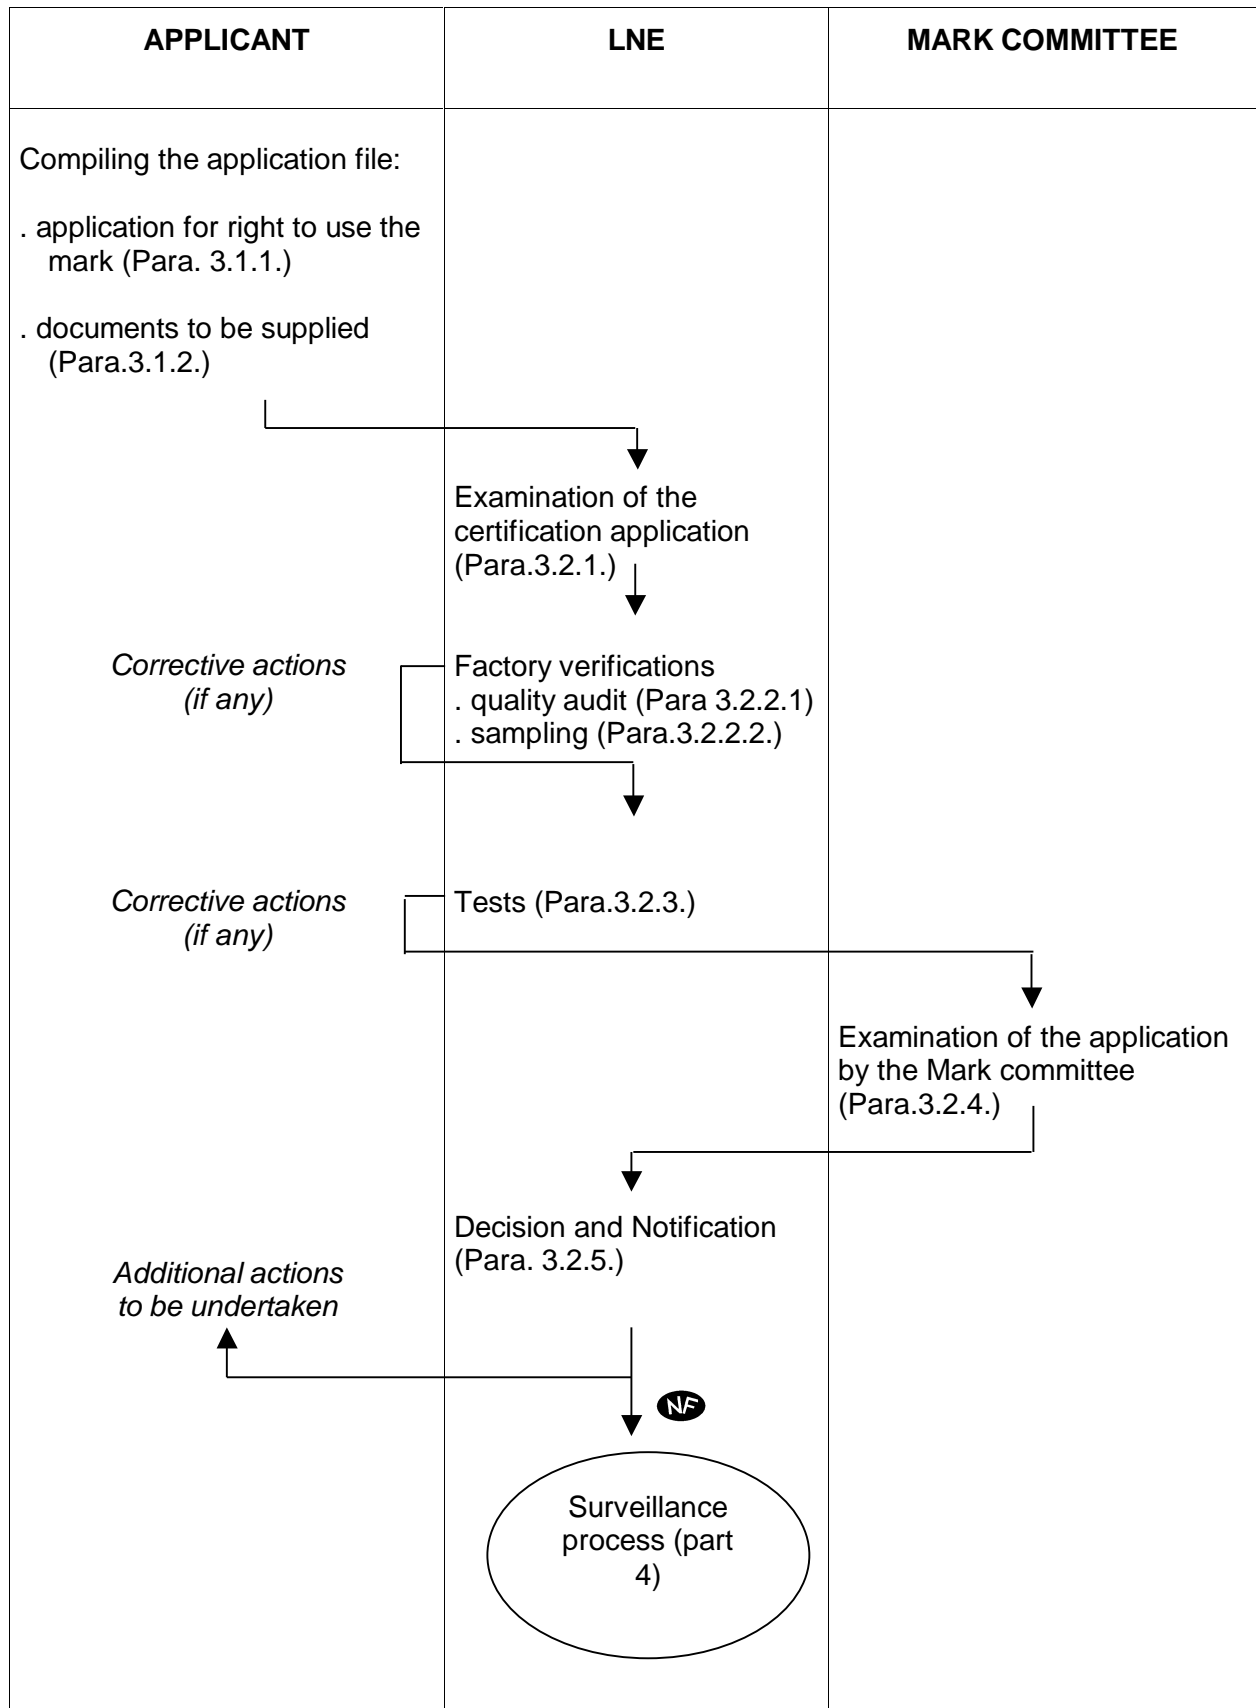 APPLICANT
LNE
MARK COMMITTEE
Compiling the application file:
. application for right to use the
mark (Para. 3.1.1.)
. documents to be supplied
(Para.3.1.2.)
Examination of the
certification application
(Para.3.2.1.)
Corrective actions
(if any)
Factory verifications
. quality audit (Para 3.2.2.1)
. sampling (Para.3.2.2.2.)
Corrective actions
(if any)
Tests (Para.3.2.3.)
Examination of the application
by the Mark committee
(Para.3.2.4.)
Decision and Notification
(Para. 3.2.5.)
Additional actions
to be undertaken
NF
Surveillance
process (part
4)